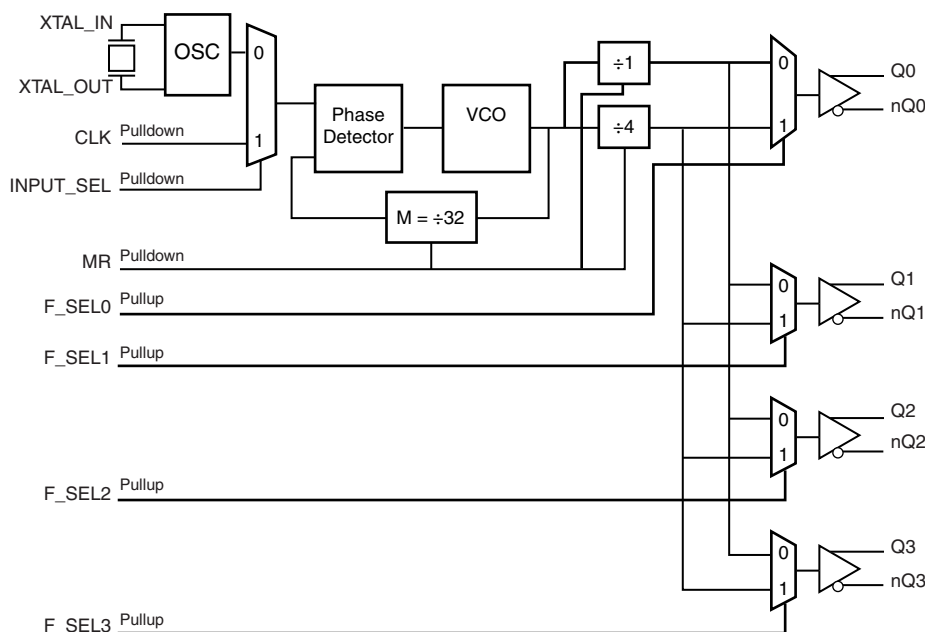 XTAL_IN
OSC
XTAL_OUT
0
1
CLK Pulldown
INPUT_SEL Pulldown
Phase
Detector
VCO
÷1
÷4
M = ÷32
0
1
Q0
nQ0
MR Pulldown
F_SEL0 Pullup
0
1
Q1
nQ1
F_SEL1 Pullup
0
1
Q2
nQ2
F_SEL2 Pullup
0
1
Q3
nQ3
F_SEL3 Pullup